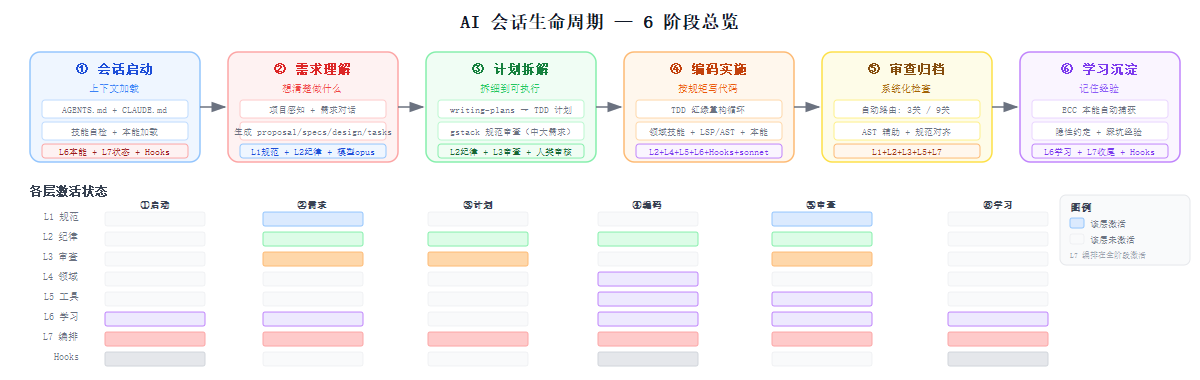 AI 会话生命周期 — 6 阶段总览
① 会话启动
上下文加载
AGENTS.md + CLAUDE.md
技能自检 + 本能加载
L6本能 + L7状态 + Hooks
② 需求理解
想清楚做什么
项目感知 + 需求对话
生成 proposal/specs/design/tasks
L1规范 + L2纪律 + 模型opus
③ 计划拆解
拆细到可执行
writing-plans → TDD 计划
gstack 规范审查（中大需求）
L2纪律 + L3审查 + 人类审核
④ 编码实施
按规矩写代码
TDD 红绿重构循环
领域技能 + LSP/AST + 本能
L2+L4+L5+L6+Hooks+sonnet
⑤ 审查归档
系统化检查
自动路由: 3关 / 9关
AST 辅助 + 规范对齐
L1+L2+L3+L5+L7
⑥ 学习沉淀
记住经验
ECC 本能自动捕获
隐性约定 + 踩坑经验
L6学习 + L7收尾 + Hooks
各层激活状态
①启动 ②需求 ③计划 ④编码 ⑤审查 ⑥学习
L1 规范
L2 纪律
L3 审查
L4 领域
L5 工具
L6 学习
L7 编排
Hooks
图例
该层激活
该层未激活
L7 编排在全阶段激活